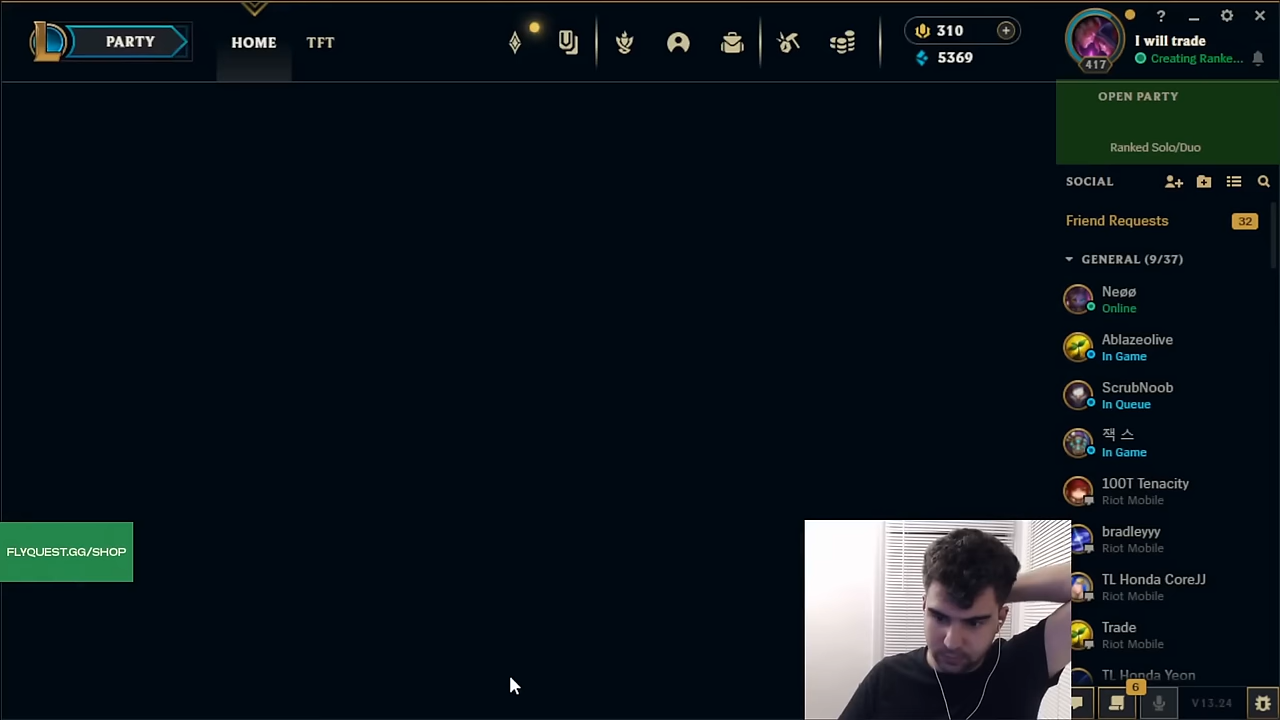 PARTY
HOME
TFT
310
5369
?
417
I will trade
Creating Ranke...
OPEN PARTY
Ranked Solo/Duo
SOCIAL
Friend Requests
32
GENERAL (9/37)
Neøø
Online
Ablazeolive
In Game
ScrubNoob
In Queue
잭 스
In Game
100T Tenacity
Riot Mobile
bradleyyy
Riot Mobile
TL Honda CoreJJ
Riot Mobile
Trade
Riot Mobile
TL Honda Yeon
6
V13.24
FLYQUEST.GG/SHOP